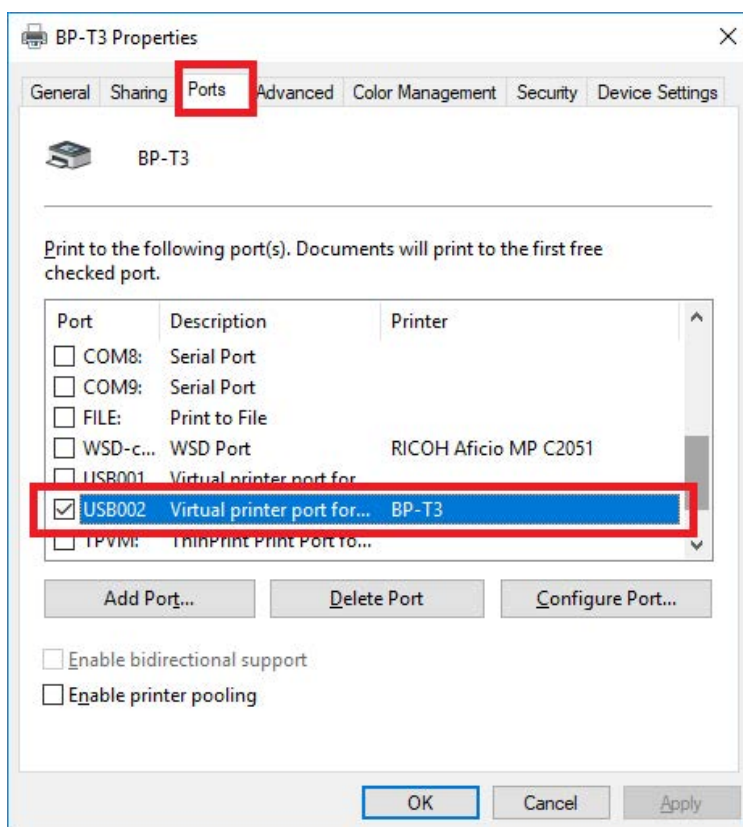 BP-T3 Properties
General Sharing Ports Advanced Color Management Security Device Settings
BP-T3
Print to the following port(s). Documents will print to the first free
checked port.
Port Description Printer
COM8: Serial Port
COM9: Serial Port
FILE: Print to File
WSD-c... WSD Port RICOH Aficio MP C2051
USB001 Virtual printer port for
USB002 Virtual printer port for... BP-T3
TPVM: ThinPrint Print Port fo...
Add Port... Delete Port Configure Port...
Enable bidirectional support
Enable printer pooling
OK Cancel Apply